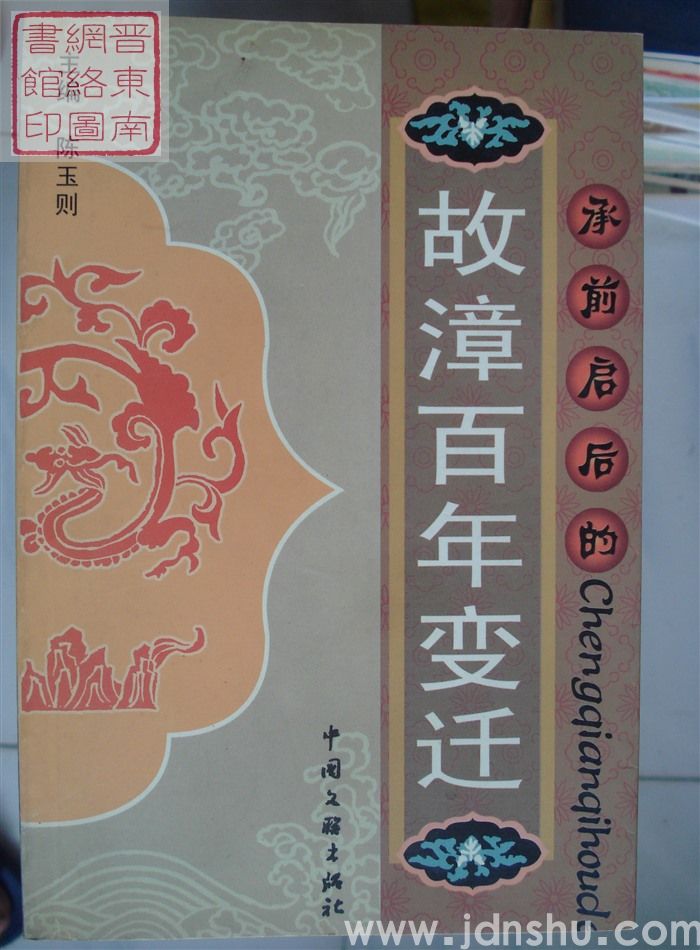 承前启后的
Chengqianqihoude
故漳百年变迁
主编 陈玉则
中国文联出版社
晋東南
網絡圖
書館印
www.jdnshu.com